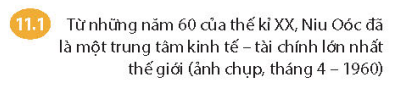 11.1 Từ những năm 60 của thế kỉ XX, Niu Oóc đã
là một trung tâm kinh tế – tài chính lớn nhất
thế giới (ảnh chụp, tháng 4 – 1960)